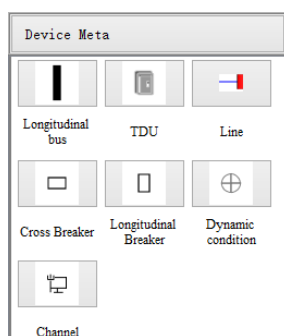 Device Meta
Longitudinal
bus
TDU
Line
Cross Breaker
Longitudinal
Breaker
Dynamic
condition
Channel